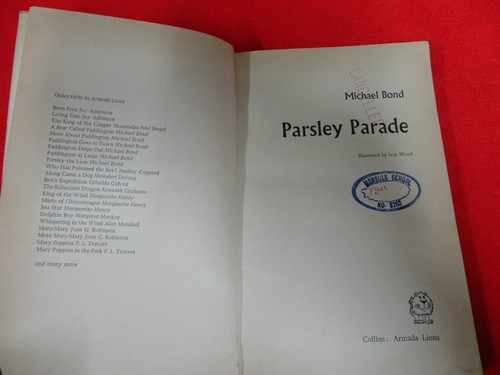 Other titles in Armada Lions
Born Free Joy Adamson
Living Free Joy Adamson
The King of the Copper Mountains Paul Biegel
A Bear Called Paddington Michael Bond
More About Paddington Michael Bond
Paddington Goes to Town Michael Bond
Paddington Helps Out Michael Bond
Paddington at Large Michael Bond
Parsley the Lion Michael Bond
Who Has Poisoned the Sea? Audrey Coppard
Along Came a Dog Meindert DeJong
Ben's Expedition Griselda Gifford
The Reluctant Dragon Kenneth Grahame
King of the Wind Marguerite Henry
Misty of Chincoteague Marguerite Henry
Sea Star Marguerite Henry
Dolphin Boy Margaret Mackay
Whispering in the Wind Alan Marshall
Mary-Mary Joan G. Robinson
More Mary-Mary Joan G. Robinson
Mary Poppins P. L. Travers
Mary Poppins in the Park P. L. Travers
and many more
CANCELLED
Michael Bond
Parsley Parade
Illustrated by Ivor Wood
SCHOOL
Collins: Armada Lions